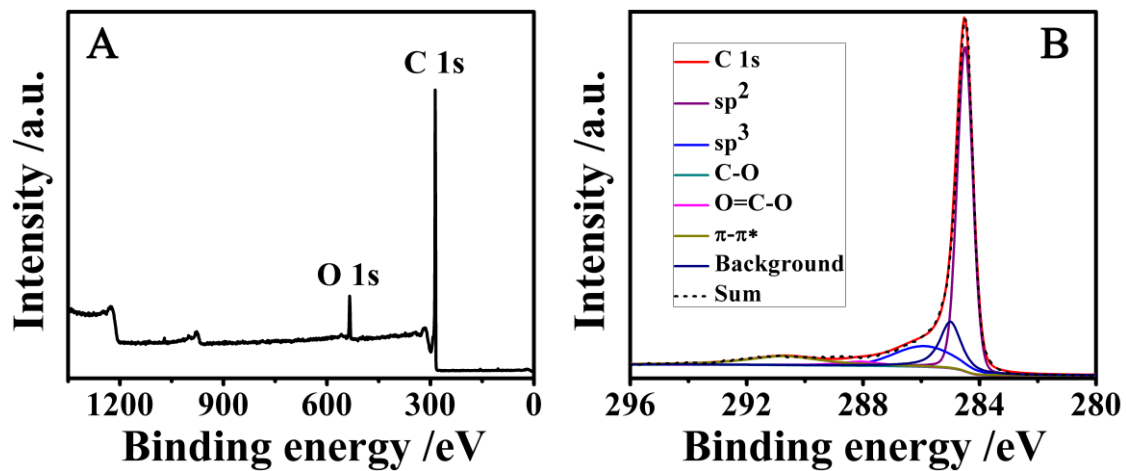 A
C 1s
O 1s
Intensity /a.u.
1200 900 600 300 0
Binding energy /eV
B
C 1s
sp²
sp³
C-O
O=C-O
π-π*
Background
Sum
Intensity /a.u.
296 292 288 284 280
Binding energy /eV